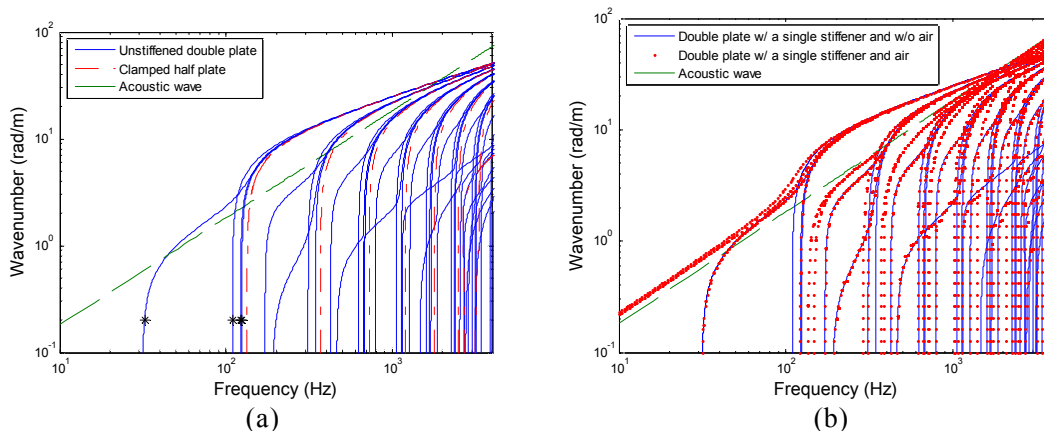 10^2
10^1
10^0
10^-1
Wavenumber (rad/m)
Unstiffened double plate
Clamped half plate
Acoustic wave
10^1
10^2
10^3
Frequency (Hz)
(a)
10^2
10^1
10^0
10^-1
Wavenumber (rad/m)
Double plate w/ a single stiffener and w/o air
Double plate w/ a single stiffener and air
Acoustic wave
10^1
10^2
10^3
Frequency (Hz)
(b)